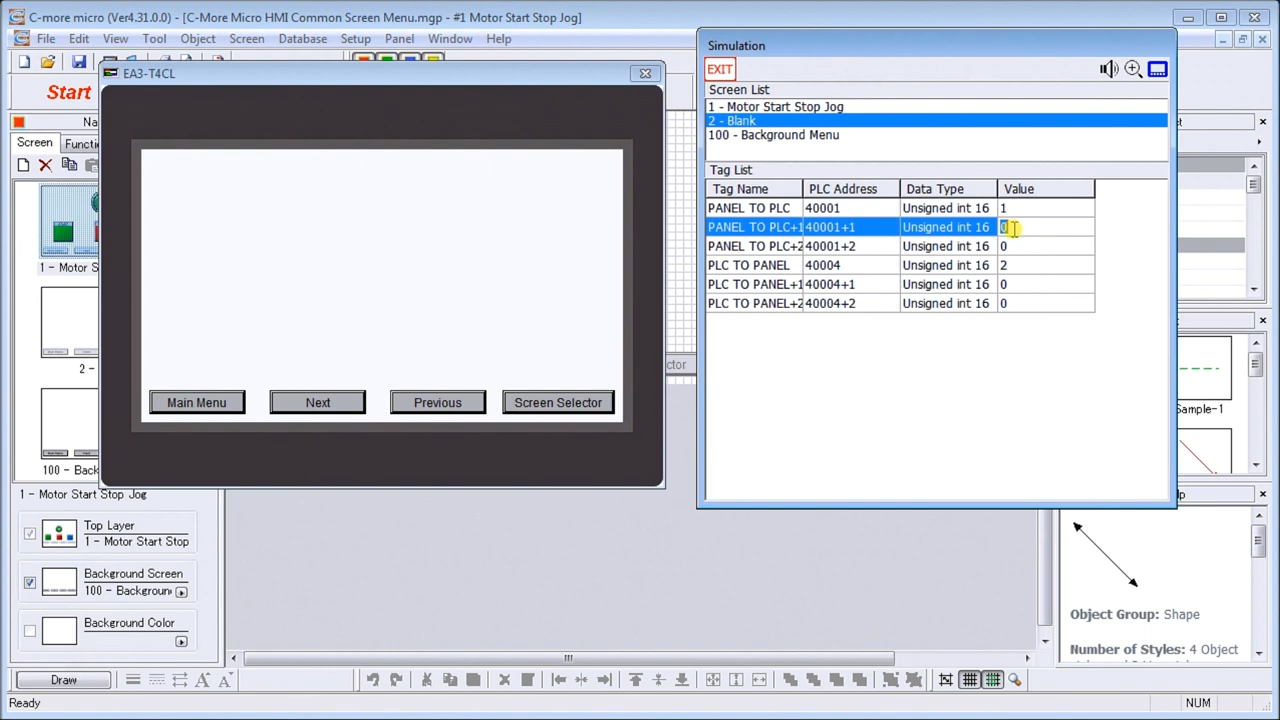 C-more micro (Ver4.31.0.0) - [C-More Micro HMI Common Screen Menu.mgp - #1 Motor Start Stop Jog]
File Edit View Tool Object Screen Database Setup Panel Window Help
Start
Na
Screen Functi
1 - Motor S
2 -
100 - Backg
1 - Motor Start Stop Jog
Top Layer
1 - Motor Start Stop
Background Screen
100 - Backgroun
Background Color
Draw
Ready
EA3-T4CL
Main Menu Next Previous Screen Selector
ctor
Simulation
EXIT
Screen List
1 - Motor Start Stop Jog
2 - Blank
100 - Background Menu
Tag List
Tag Name PLC Address Data Type Value
PANEL TO PLC 40001 Unsigned int 16 1
PANEL TO PLC+1 40001+1 Unsigned int 16 0
PANEL TO PLC+2 40001+2 Unsigned int 16 0
PLC TO PANEL 40004 Unsigned int 16 2
PLC TO PANEL+1 40004+1 Unsigned int 16 0
PLC TO PANEL+2 40004+2 Unsigned int 16 0
Sample-1
Object Group: Shape
Number of Styles: 4 Object
NUM